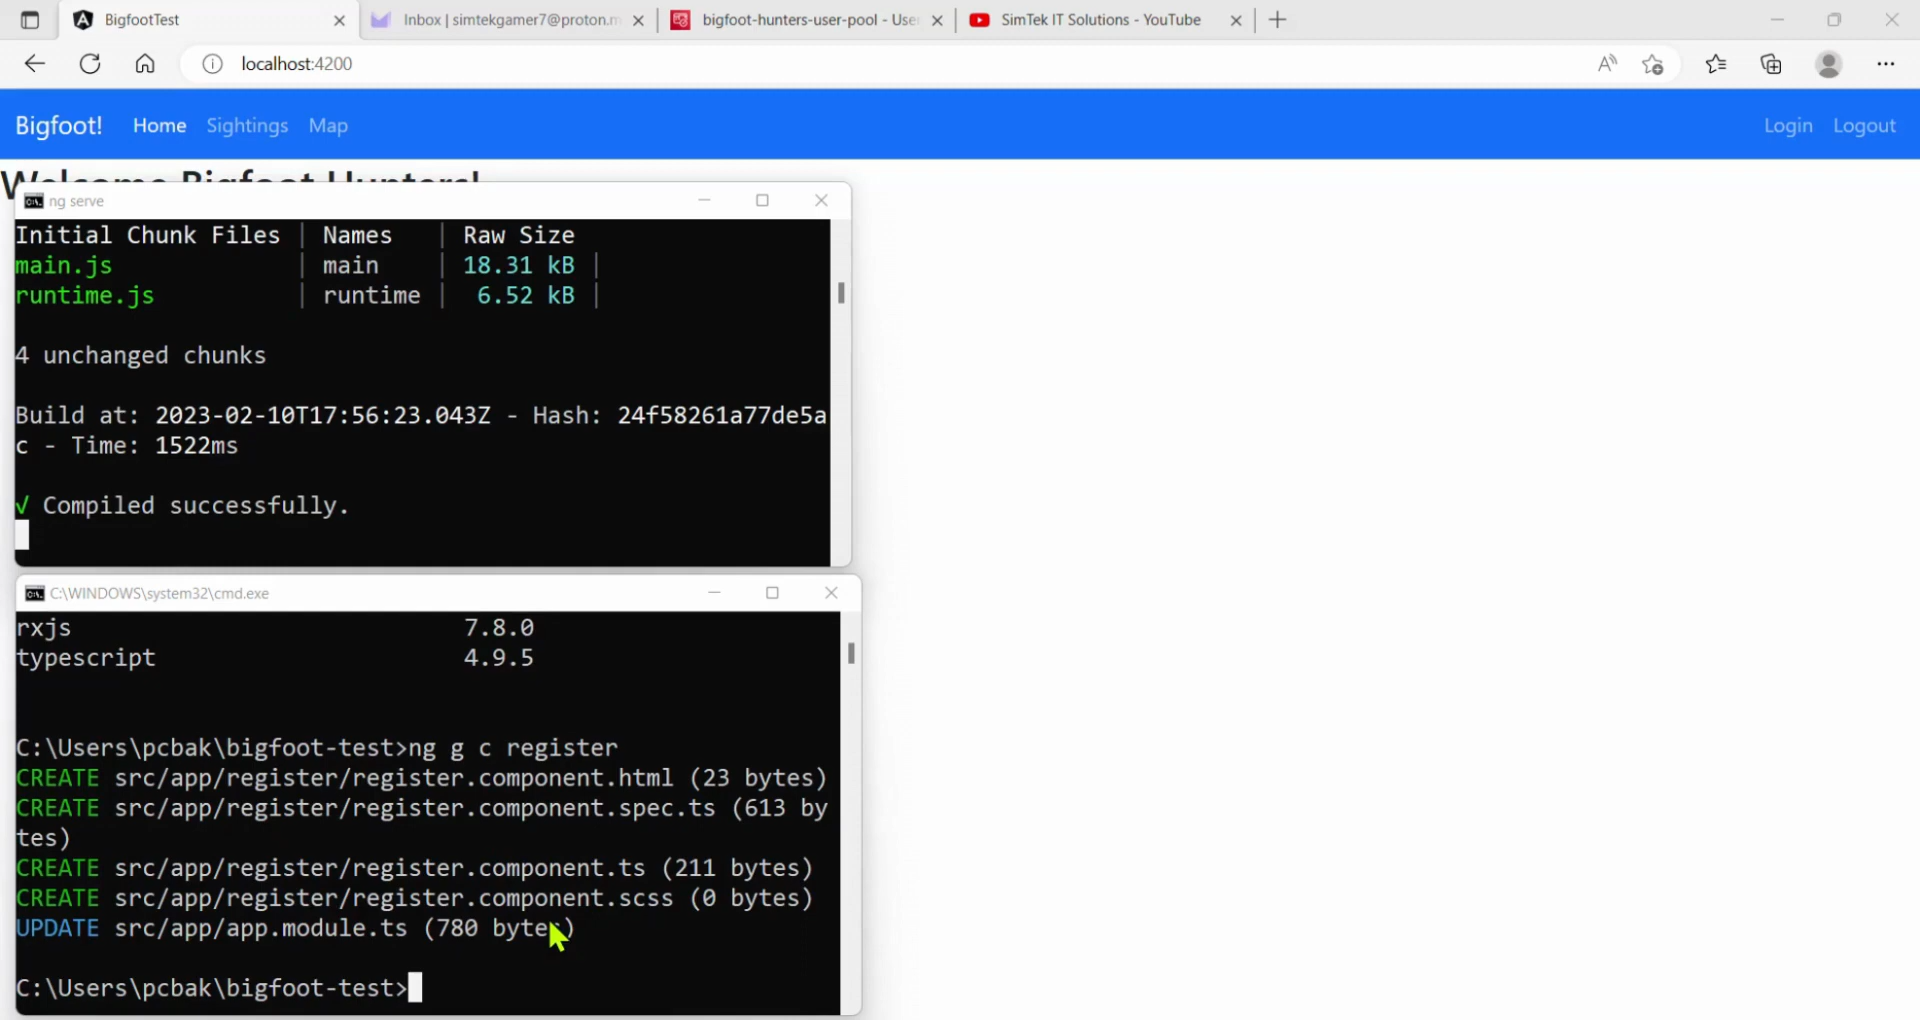 BigfootTest
Inbox | simtekgamer7@proton.m
bigfoot-hunters-user-pool - Use
SimTek IT Solutions - YouTube
localhost:4200
Bigfoot! Home Sightings Map Login Logout
Welcome Bigfoot Hunters!
ng serve
Initial Chunk Files | Names | Raw Size
main.js | main | 18.31 kB |
runtime.js | runtime | 6.52 kB |
4 unchanged chunks
Build at: 2023-02-10T17:56:23.043Z - Hash: 24f58261a77de5a
c - Time: 1522ms
√ Compiled successfully.
C:\WINDOWS\system32\cmd.exe
rxjs 7.8.0
typescript 4.9.5
C:\Users\pcbak\bigfoot-test>ng g c register
CREATE src/app/register/register.component.html (23 bytes)
CREATE src/app/register/register.component.spec.ts (613 by
tes)
CREATE src/app/register/register.component.ts (211 bytes)
CREATE src/app/register/register.component.scss (0 bytes)
UPDATE src/app/app.module.ts (780 bytes)
C:\Users\pcbak\bigfoot-test>